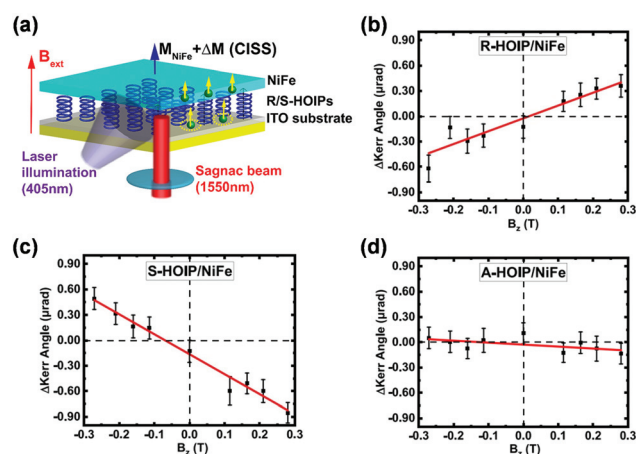 (a)
B_ext
M_NiFe+ΔM (CISS)
NiFe
R/S-HOIPs
ITO substrate
Laser
illumination
(405nm)
Sagnac beam
(1550nm)
(b)
R-HOIP/NiFe
ΔKerr Angle (μrad)
0.90
0.60
0.30
0.00
-0.30
-0.60
-0.90
-0.3 -0.2 -0.1 0.0 0.1 0.2 0.3
B_z (T)
(c)
S-HOIP/NiFe
ΔKerr Angle (μrad)
0.90
0.60
0.30
0.00
-0.30
-0.60
-0.90
-0.3 -0.2 -0.1 0.0 0.1 0.2 0.3
B_z (T)
(d)
A-HOIP/NiFe
ΔKerr Angle (μrad)
0.90
0.60
0.30
0.00
-0.30
-0.60
-0.90
-0.3 -0.2 -0.1 0.0 0.1 0.2 0.3
B_z (T)